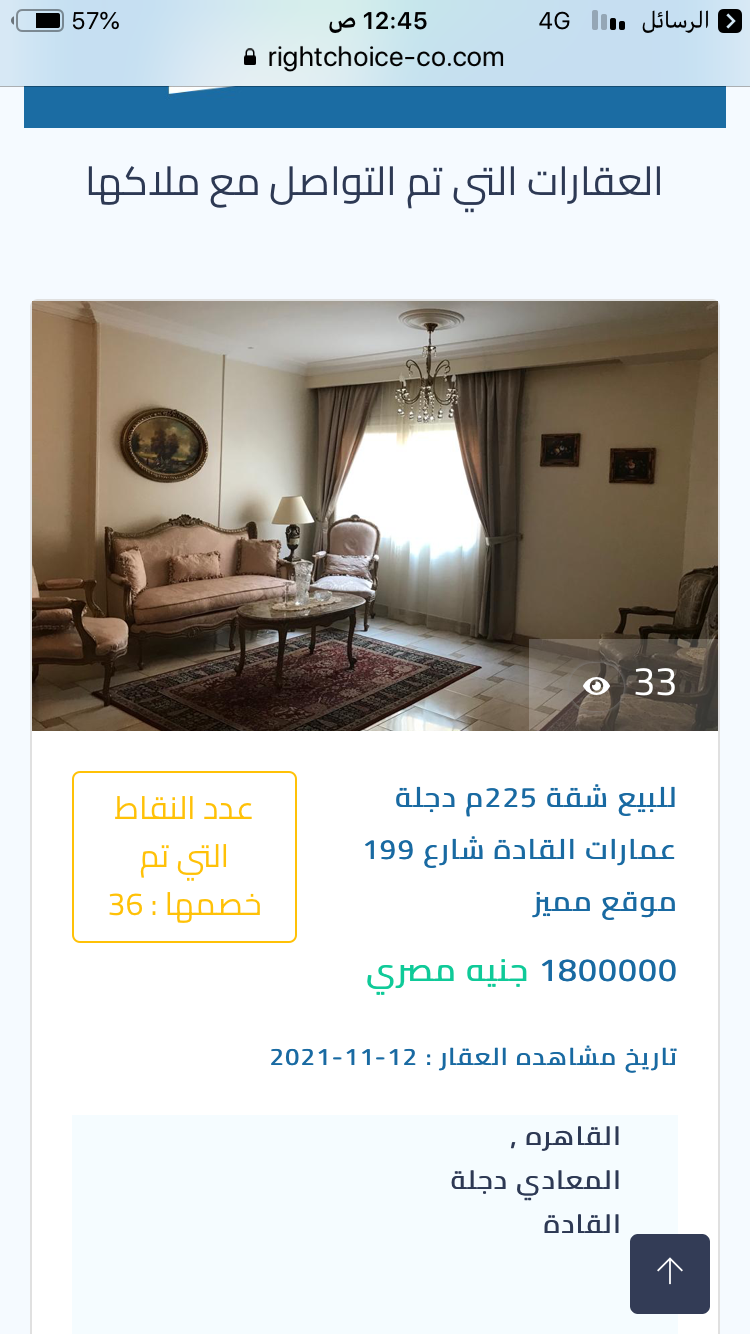 57%
12:45 ص
4G
الرسائل
rightchoice-co.com
العقارات التي تم التواصل مع ملاكها
33
للبيع شقة 225م دجلة
عمارات القادة شارع 199
موقع مميز
عدد النقاط
التي تم
خصمها : 36
1800000 جنيه مصري
تاريخ مشاهده العقار : 12-11-2021
القاهره ,
المعادي دجلة
القادة